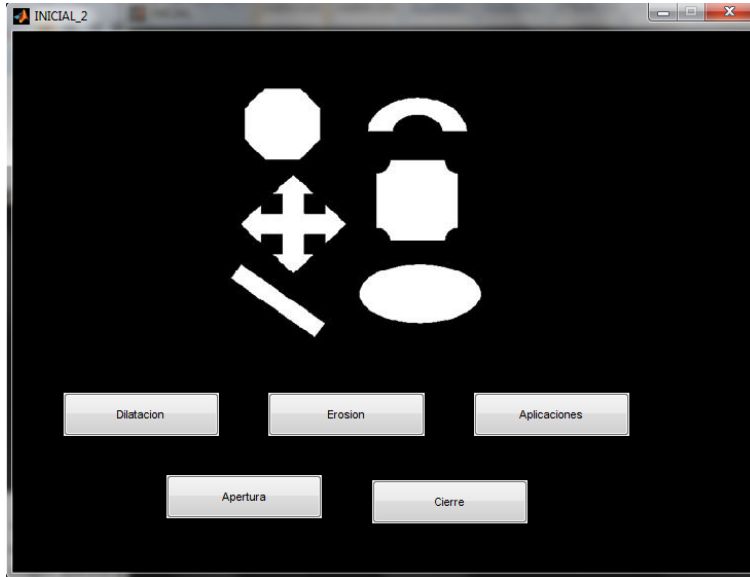 INICIAL_2
Dilatacion
Erosion
Aplicaciones
Apertura
Cierre